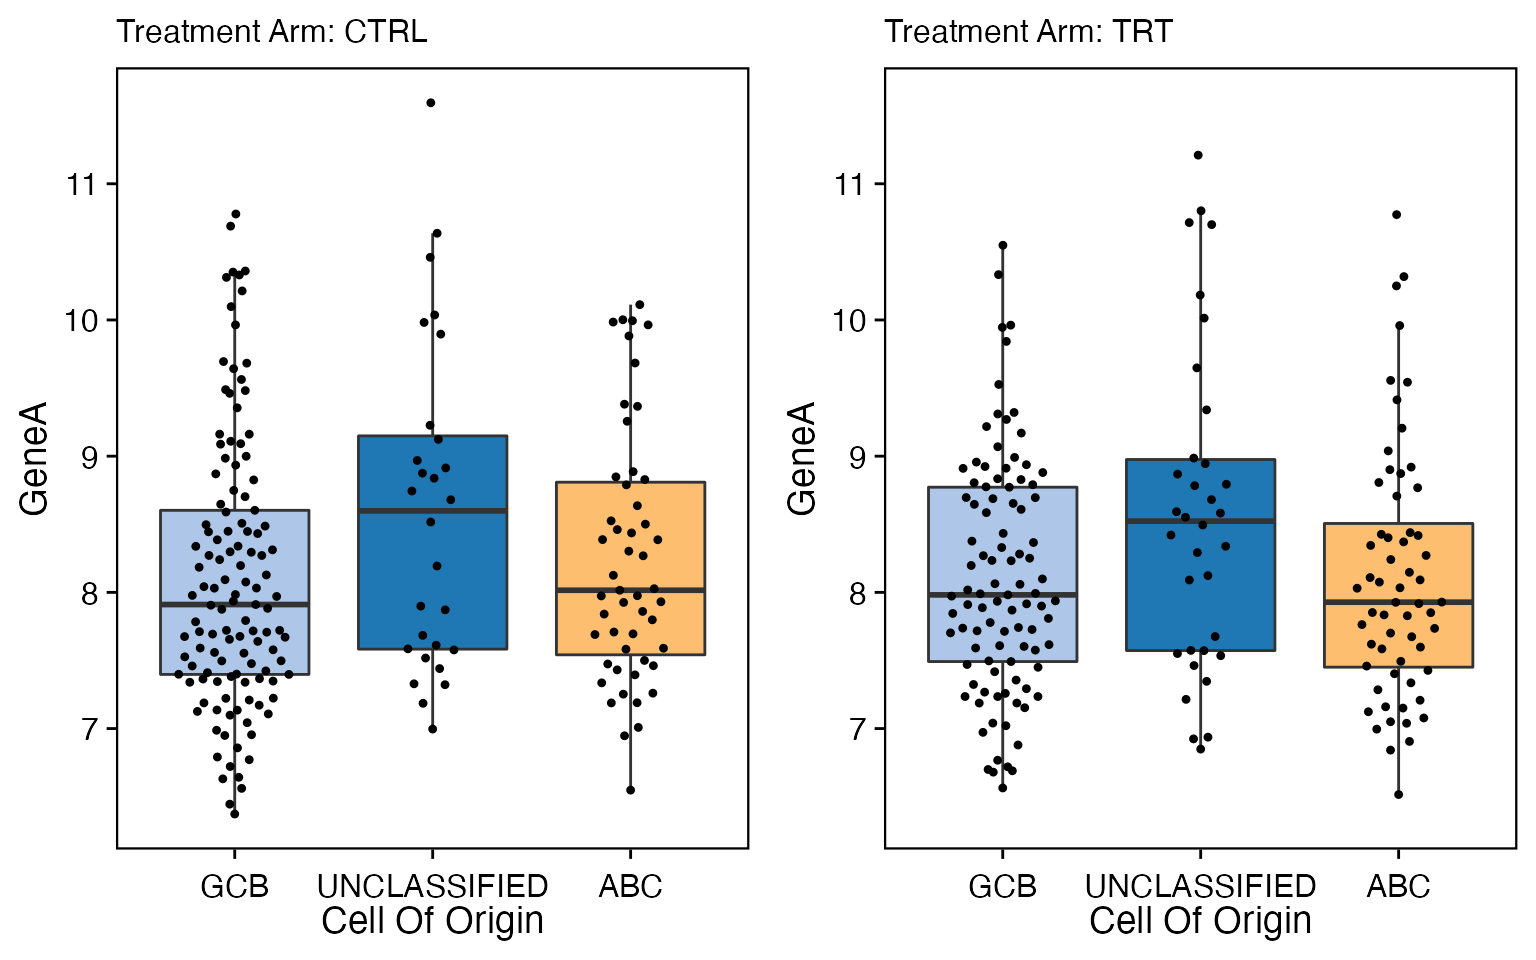 Treatment Arm: CTRL
GeneA
11
10
9
8
7
GCB UNCLASSIFIED ABC
Cell Of Origin
Treatment Arm: TRT
GeneA
11
10
9
8
7
GCB UNCLASSIFIED ABC
Cell Of Origin